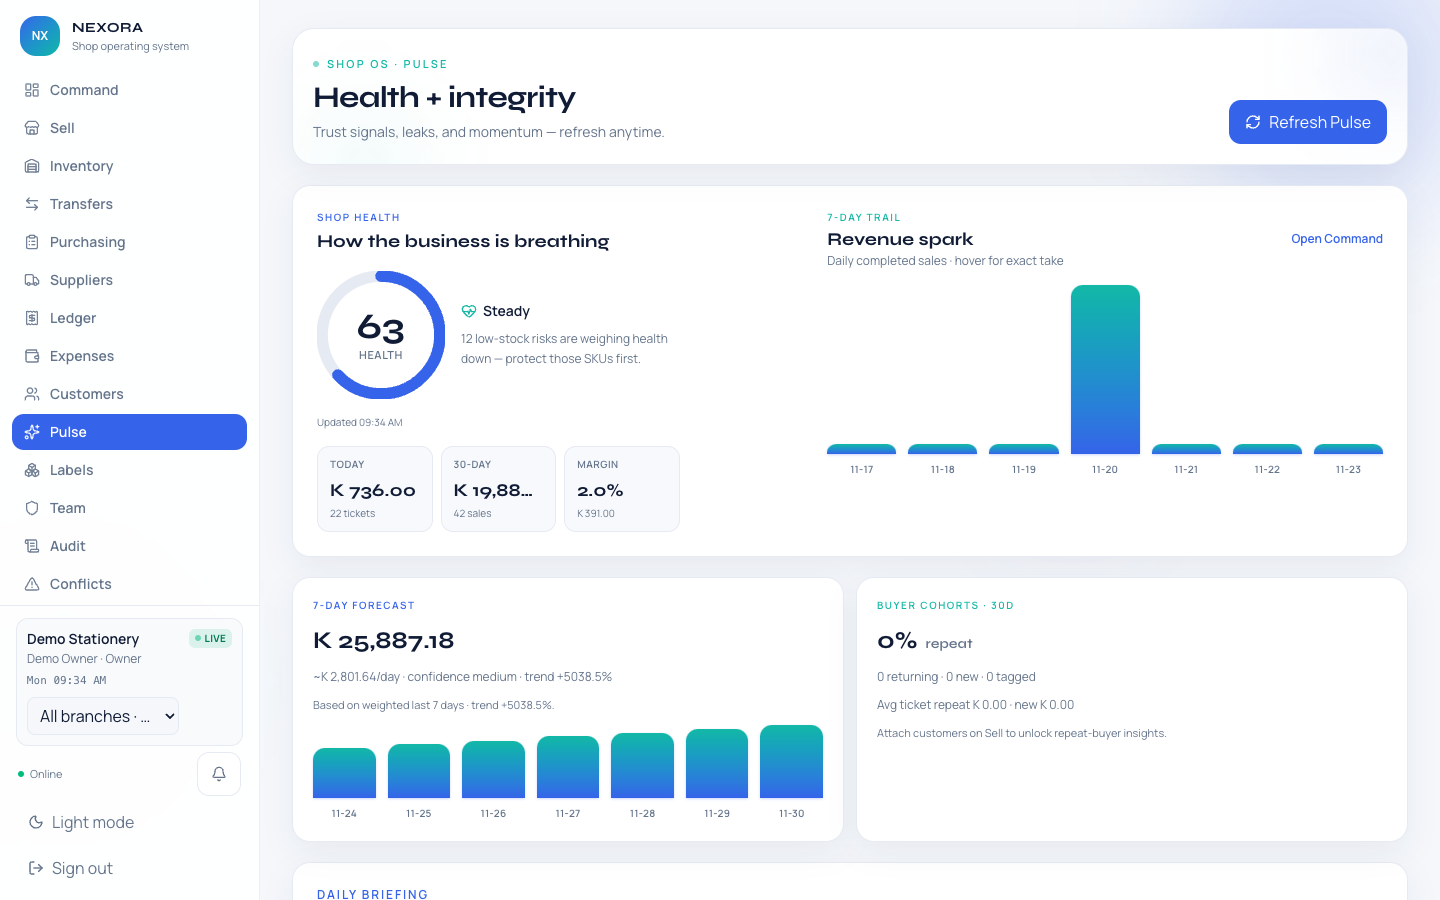 NX
NEXORA
Shop operating system
Command
Sell
Inventory
Transfers
Purchasing
Suppliers
Ledger
Expenses
Customers
Pulse
Labels
Team
Audit
Conflicts
Demo Stationery
LIVE
Demo Owner · Owner
Mon 09:34 AM
All branches · ...
Online
Light mode
Sign out
SHOP OS · PULSE
Health + integrity
Trust signals, leaks, and momentum — refresh anytime.
Refresh Pulse
SHOP HEALTH
How the business is breathing
63
HEALTH
Steady
12 low-stock risks are weighing health
down — protect those SKUs first.
Updated 09:34 AM
TODAY
K 736.00
22 tickets
30-DAY
K 19,88...
42 sales
MARGIN
2.0%
K 391.00
7-DAY TRAIL
Revenue spark
Open Command
Daily completed sales · hover for exact take
11-17
11-18
11-19
11-20
11-21
11-22
11-23
7-DAY FORECAST
K 25,887.18
~K 2,801.64/day · confidence medium · trend +5038.5%
Based on weighted last 7 days · trend +5038.5%.
11-24
11-25
11-26
11-27
11-28
11-29
11-30
BUYER COHORTS · 30D
0% repeat
0 returning · 0 new · 0 tagged
Avg ticket repeat K 0.00 · new K 0.00
Attach customers on Sell to unlock repeat-buyer insights.
DAILY BRIEFING